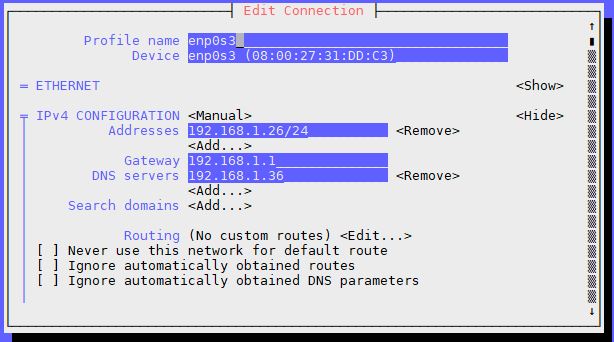 Edit Connection
Profile name enp0s3
Device enp0s3 (08:00:27:31:DD:C3)
ETHERNET <Show>
IPv4 CONFIGURATION <Manual> <Hide>
Addresses 192.168.1.26/24 <Remove>
<Add...>
Gateway 192.168.1.1
DNS servers 192.168.1.36 <Remove>
<Add...>
Search domains <Add...>
Routing (No custom routes) <Edit...>
[ ] Never use this network for default route
[ ] Ignore automatically obtained routes
[ ] Ignore automatically obtained DNS parameters